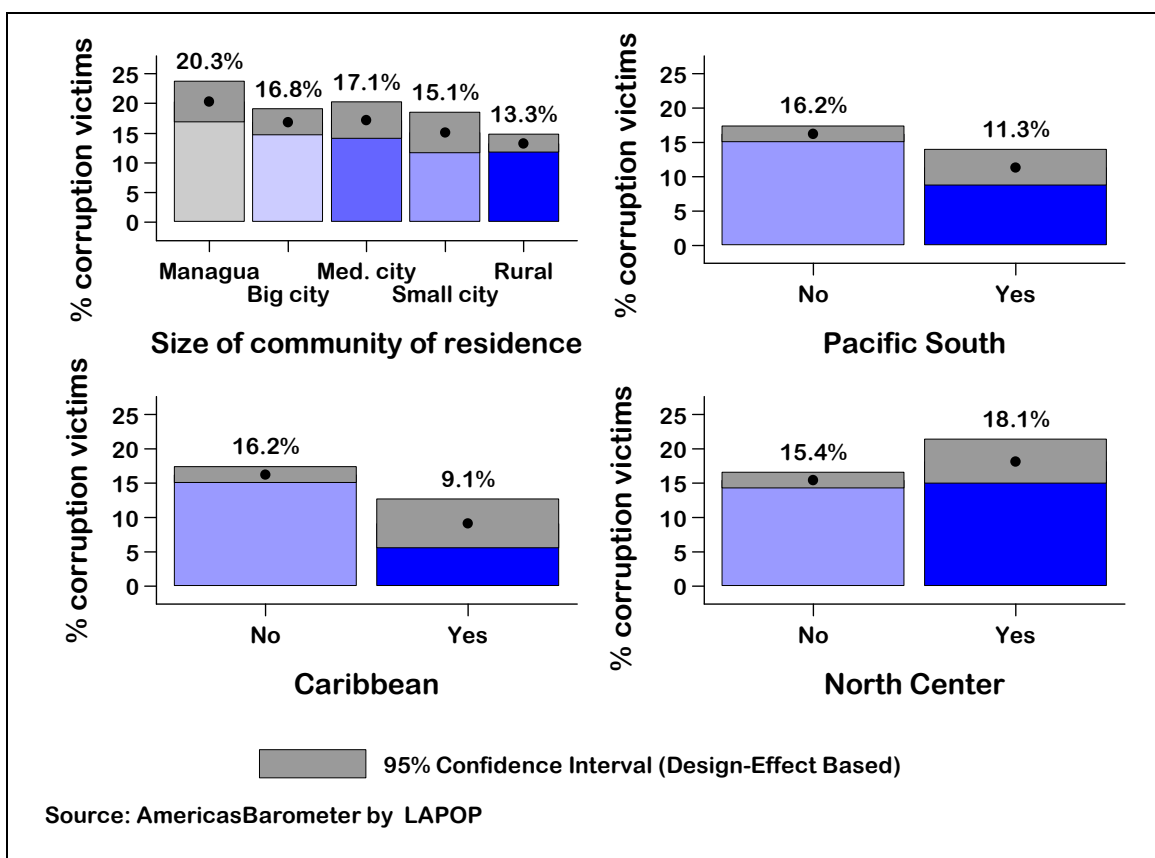 % corruption victims
25
20
15
10
5
0
20.3%
16.8%
17.1%
15.1%
13.3%
Managua
Big city
Med. city
Small city
Rural
Size of community of residence
% corruption victims
25
20
15
10
5
0
16.2%
11.3%
No
Yes
Pacific South
% corruption victims
25
20
15
10
5
0
16.2%
9.1%
No
Yes
Caribbean
% corruption victims
25
20
15
10
5
0
15.4%
18.1%
No
Yes
North Center
95% Confidence Interval (Design-Effect Based)
Source: AmericasBarometer by LAPOP